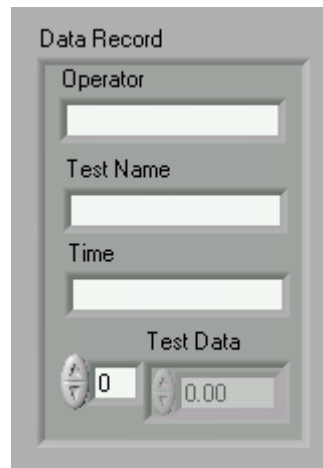 Data Record
Operator
Test Name
Time
Test Data
0
0.00